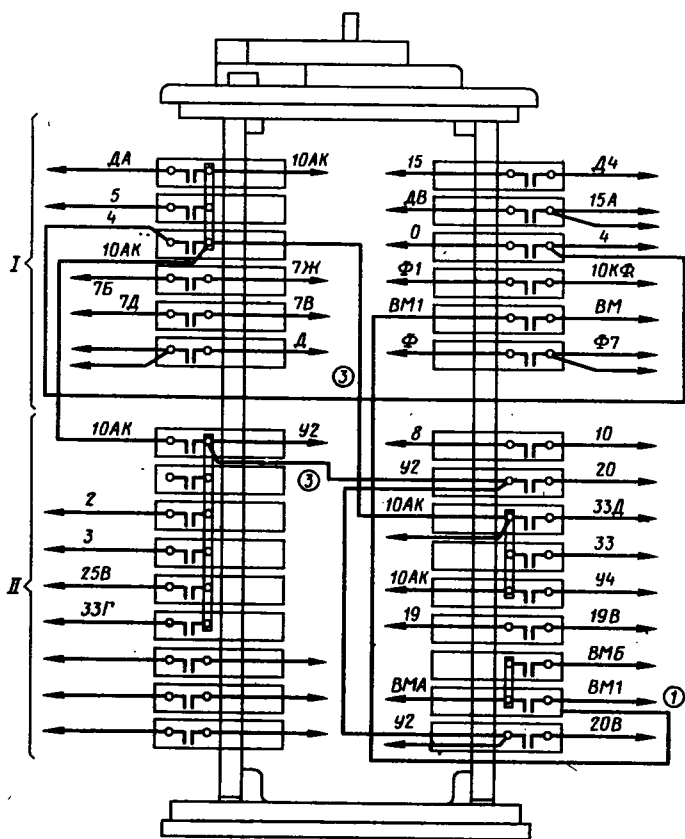 ДА 10АК 15 Д4
5 ДВ 15А
4 0 4
10АК
I
7Б 7Ж Ф1 10КФ
7Д 7В ВМ1 ВМ
Д Ф Ф7
③
10АК У2 8 10
③ У2 20
2 10АК 33Д
3 33
II
25В 10АК У4
33Г 19 19В
ВМБ
ВМА ВМ1 ①
У2 20В